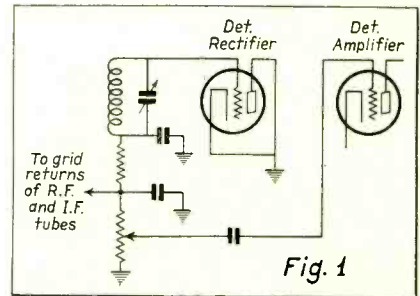 Det.
Rectifier
Det.
Amplifier
To grid
returns
of R.F.
and I.F.
tubes
Fig. 1